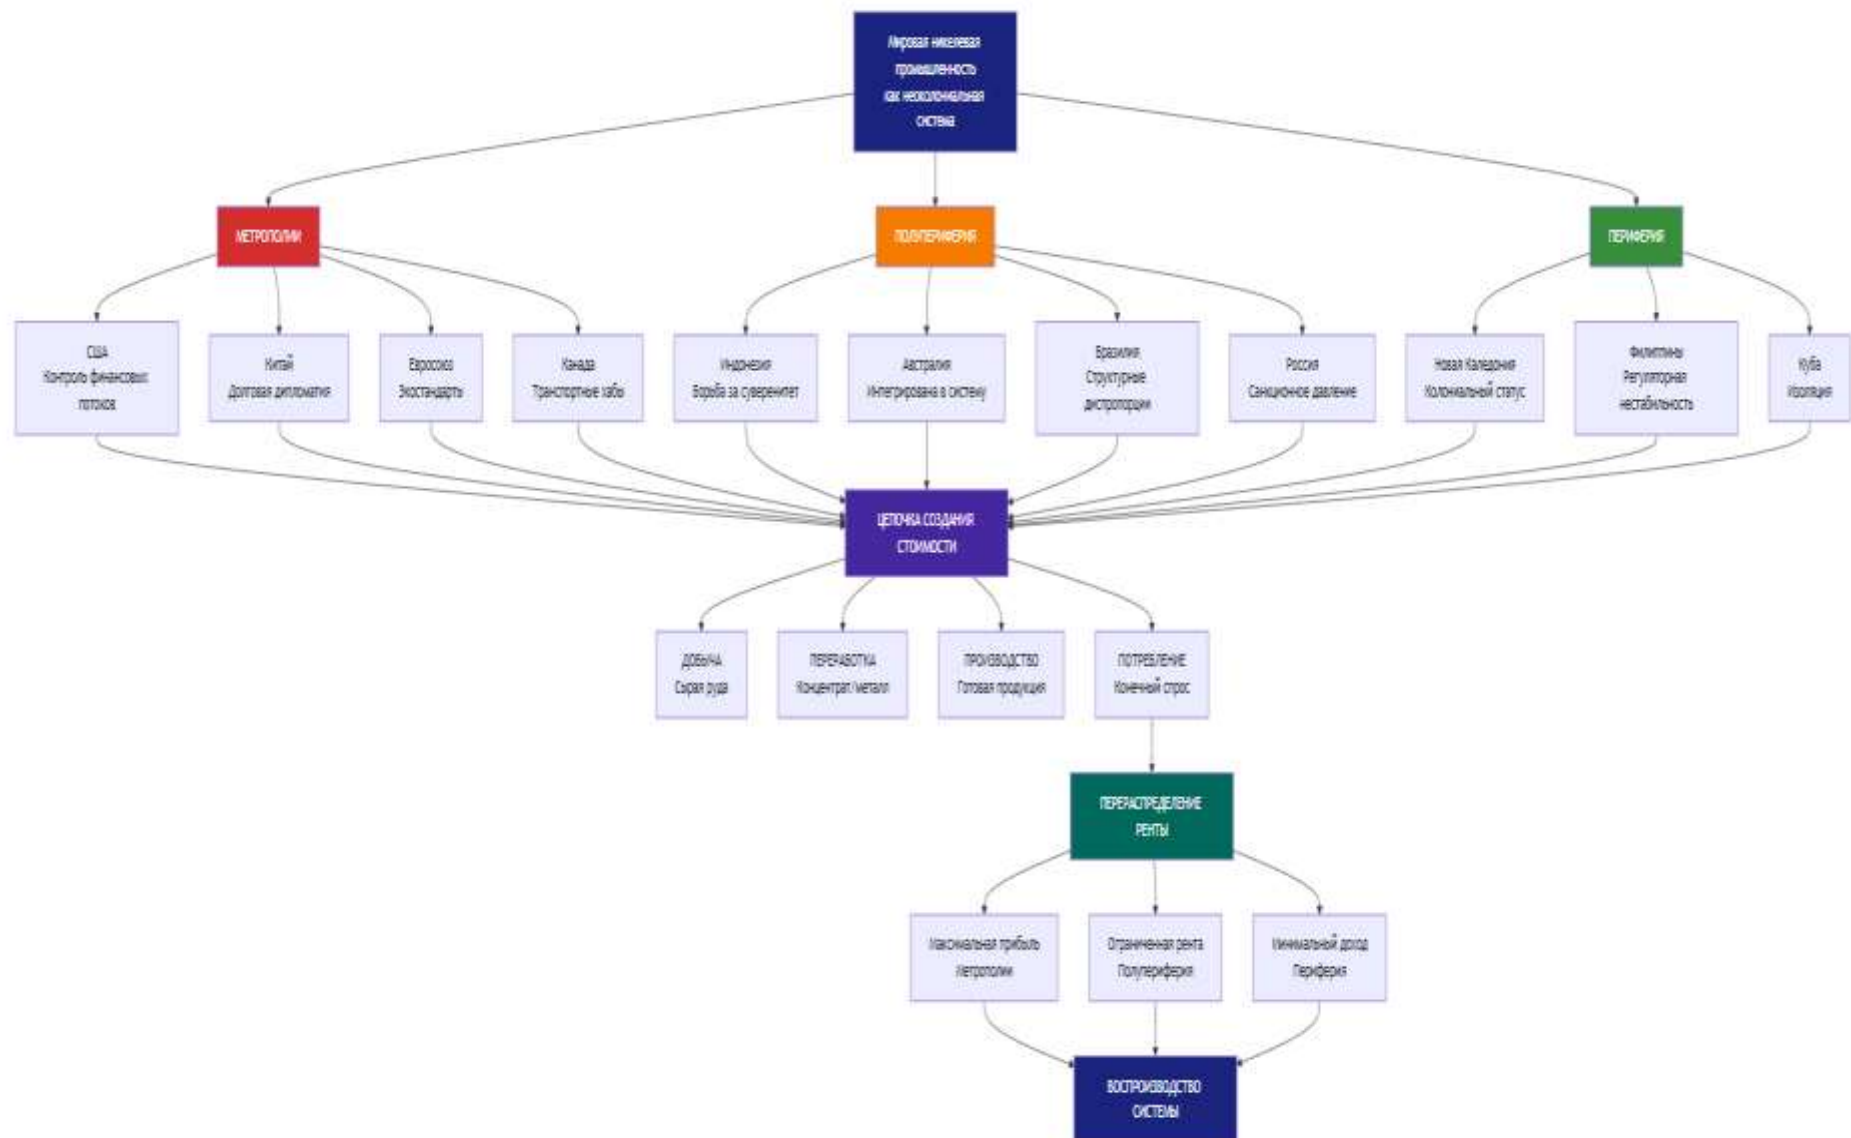 Мировая никелевая
промышленность
как неоколониальная
система
МЕТРОПОЛИИ
ПОЛУПЕРИФЕРИЯ
ПЕРИФЕРИЯ
США
Контроль финансовых
потоков
Китай
Долговая дипломатия
Евросоюз
Экостандарты
Канада
Транспортные хабы
Индонезия
Борьба за суверенитет
Австралия
Интегрирована в систему
Бразилия
Структурные
диспропорции
Россия
Санкционное давление
Новая Каледония
Колониальный статус
Филиппины
Регуляторная
нестабильность
Куба
Изоляция
ЦЕПОЧКА СОЗДАНИЯ
СТОИМОСТИ
ДОБЫЧА
Сырая руда
ПЕРЕРАБОТКА
Концентрат/металл
ПРОИЗВОДСТВО
Готовая продукция
ПОТРЕБЛЕНИЕ
Конечный спрос
ПЕРЕРАСПРЕДЕЛЕНИЕ
РЕНТЫ
Максимальная прибыль
Метрополии
Ограниченная рента
Полупериферия
Минимальный доход
Периферия
ВОСПРОИЗВОДСТВО
СИСТЕМЫ